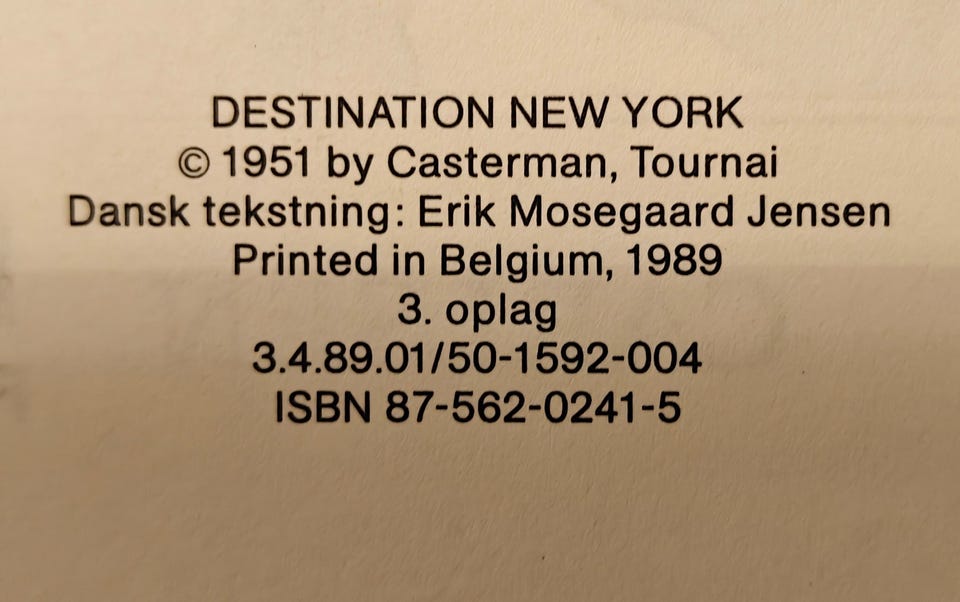 DESTINATION NEW YORK
© 1951 by Casterman, Tournai
Dansk tekstning: Erik Mosegaard Jensen
Printed in Belgium, 1989
3. oplag
3.4.89.01/50-1592-004
ISBN 87-562-0241-5